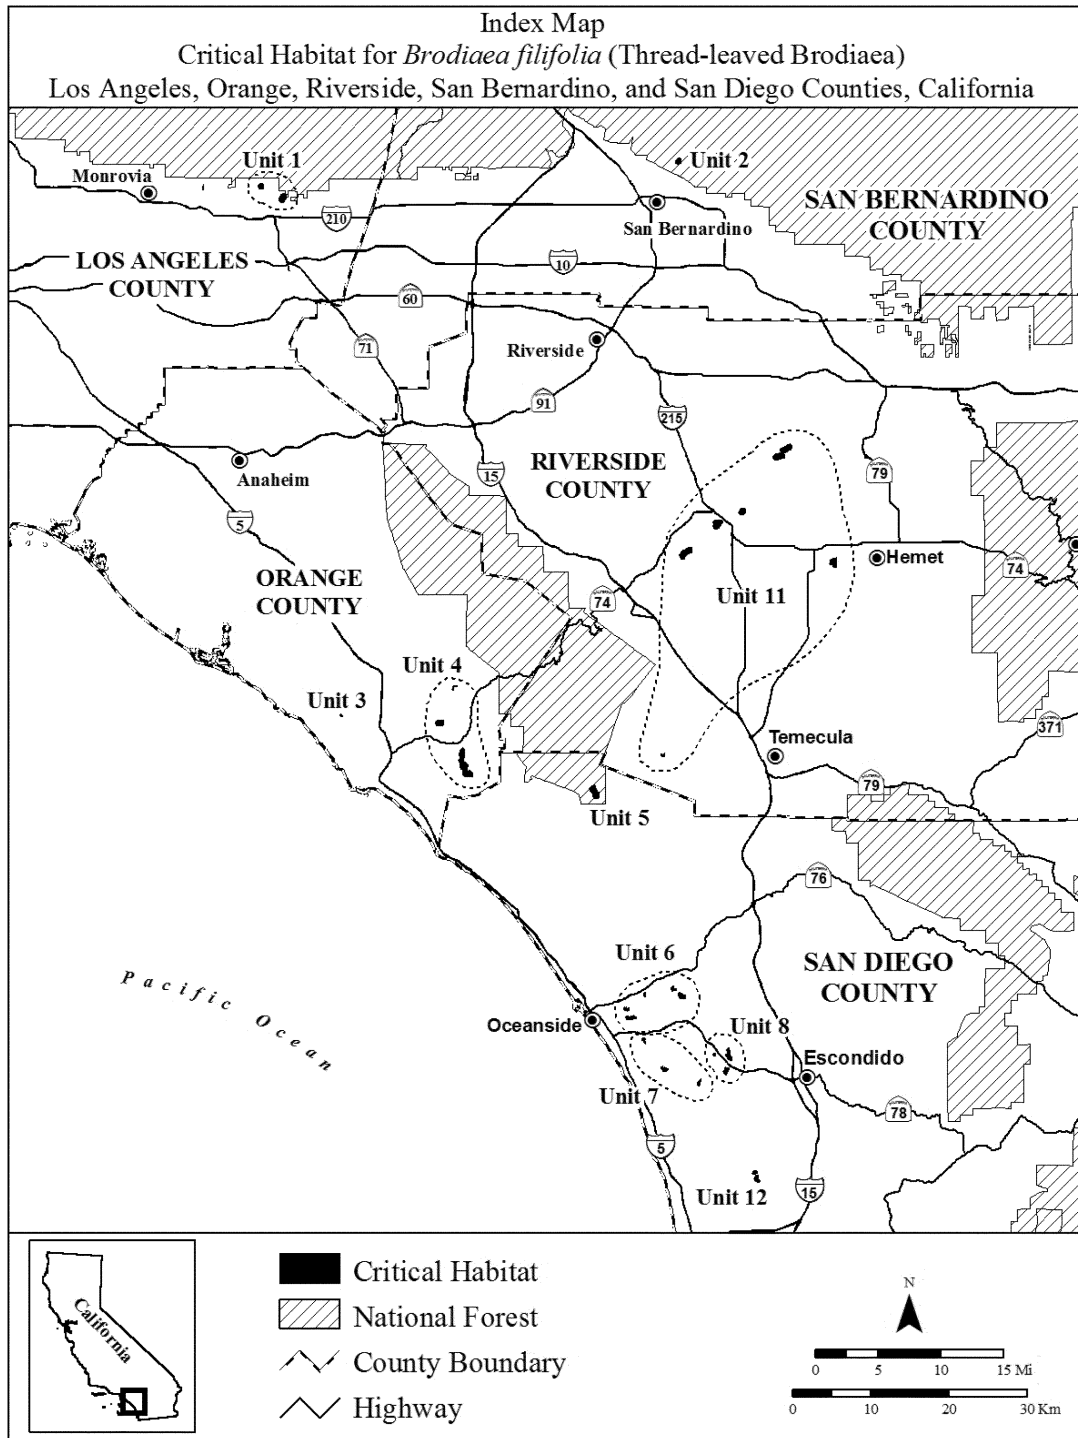 Index Map
Critical Habitat for Brodiaea filifolia (Thread-leaved Brodiaea)
Los Angeles, Orange, Riverside, San Bernardino, and San Diego Counties, California
Unit 1
Unit 2
Monrovia
SAN BERNARDINO
COUNTY
210
San Bernardino
LOS ANGELES
COUNTY
10
60
71
Riverside
91
215
RIVERSIDE
COUNTY
15
79
Anaheim
5
Hemet
74
ORANGE
COUNTY
74
Unit 11
Unit 4
Unit 3
371
Temecula
79
Unit 5
76
Unit 6
SAN DIEGO
COUNTY
Pacific Ocean
Oceanside
Unit 8
Escondido
Unit 7
78
5
Unit 12
15
California
Critical Habitat
National Forest
County Boundary
Highway
N
0 5 10 15 Mi
0 10 20 30 Km